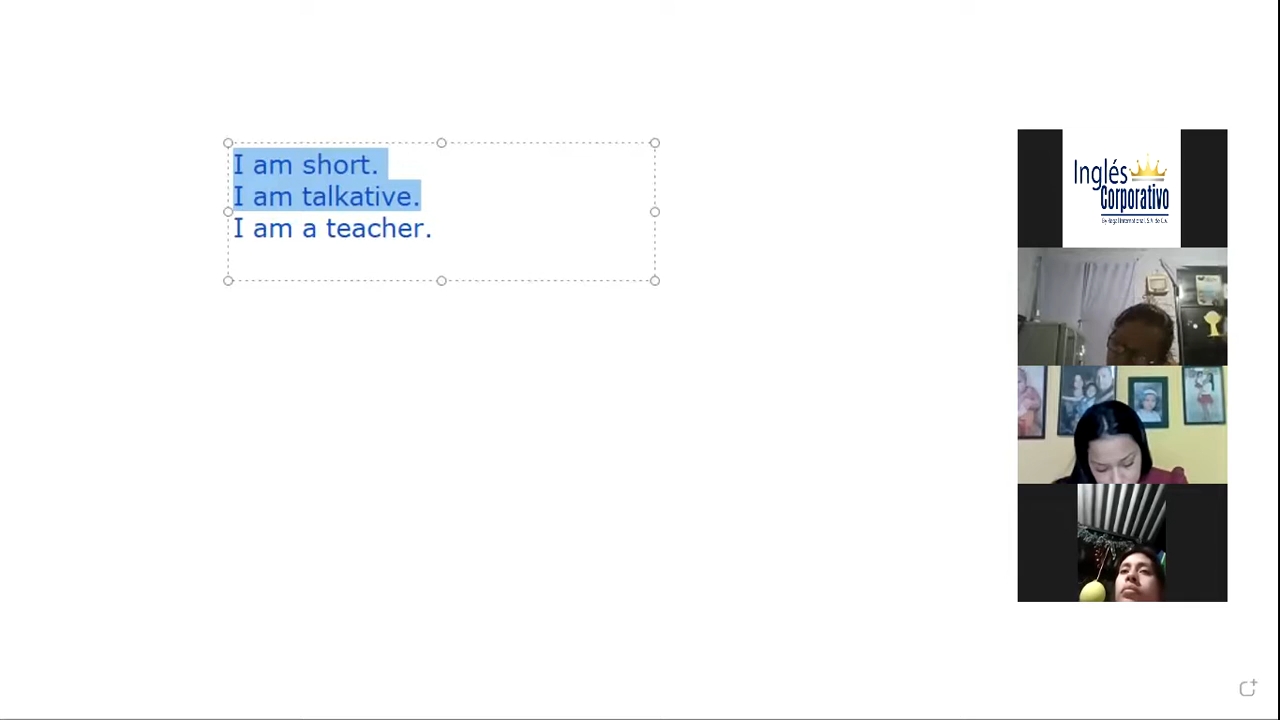 I am short.
I am talkative.
I am a teacher.
Inglés
Corporativo